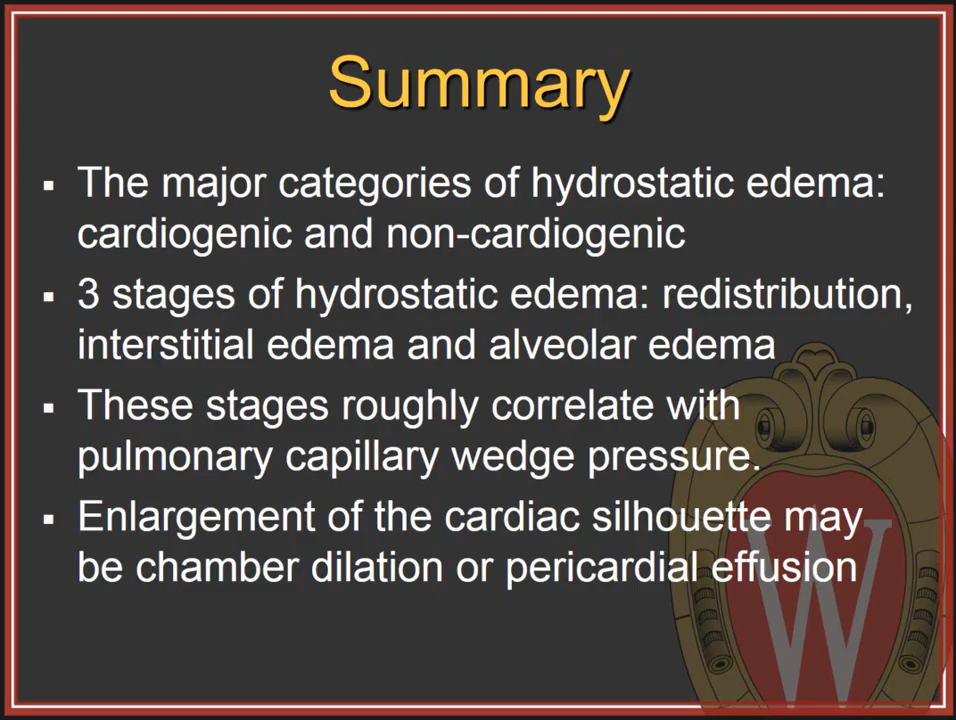 Summary
▪ The major categories of hydrostatic edema:
cardiogenic and non-cardiogenic
▪ 3 stages of hydrostatic edema: redistribution,
interstitial edema and alveolar edema
▪ These stages roughly correlate with
pulmonary capillary wedge pressure.
▪ Enlargement of the cardiac silhouette may
be chamber dilation or pericardial effusion
W